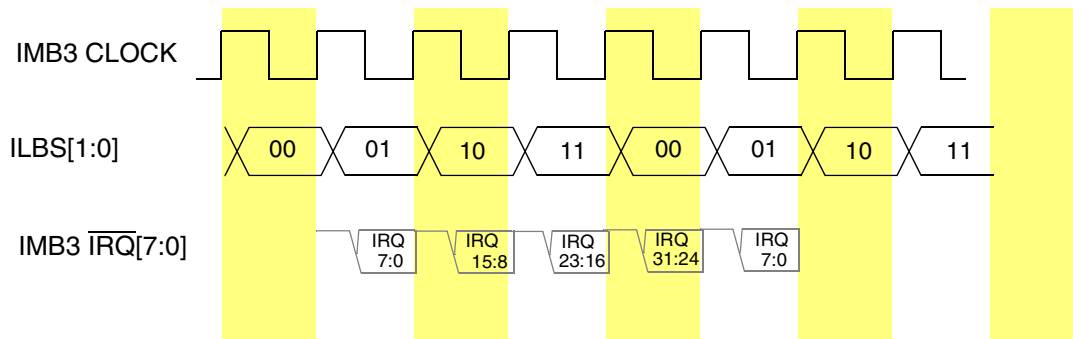 IMB3 CLOCK
ILBS[1:0]
00 01 10 11 00 01 10 11
IMB3 IRQ[7:0]
IRQ IRQ IRQ IRQ IRQ
7:0 15:8 23:16 31:24 7:0